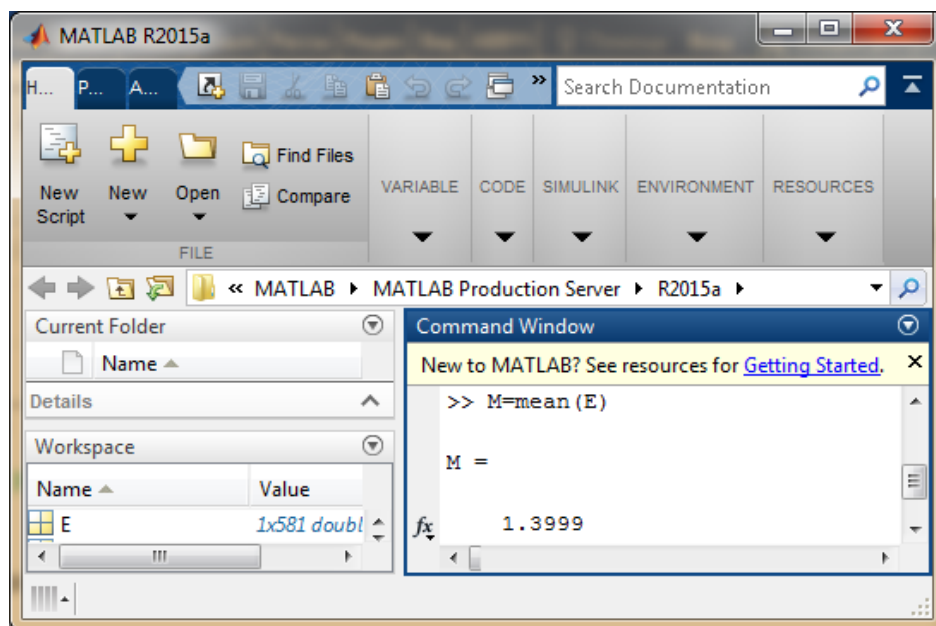 MATLAB R2015a
H... P... A... » Search Documentation
New Script
New
Open
Find Files
Compare
FILE
VARIABLE
CODE
SIMULINK
ENVIRONMENT
RESOURCES
« MATLAB MATLAB Production Server R2015a
Current Folder
Name
Details
Workspace
Name Value
E 1x581 doubl
Command Window
New to MATLAB? See resources for Getting Started.
>> M=mean(E)
M =
1.3999
fx